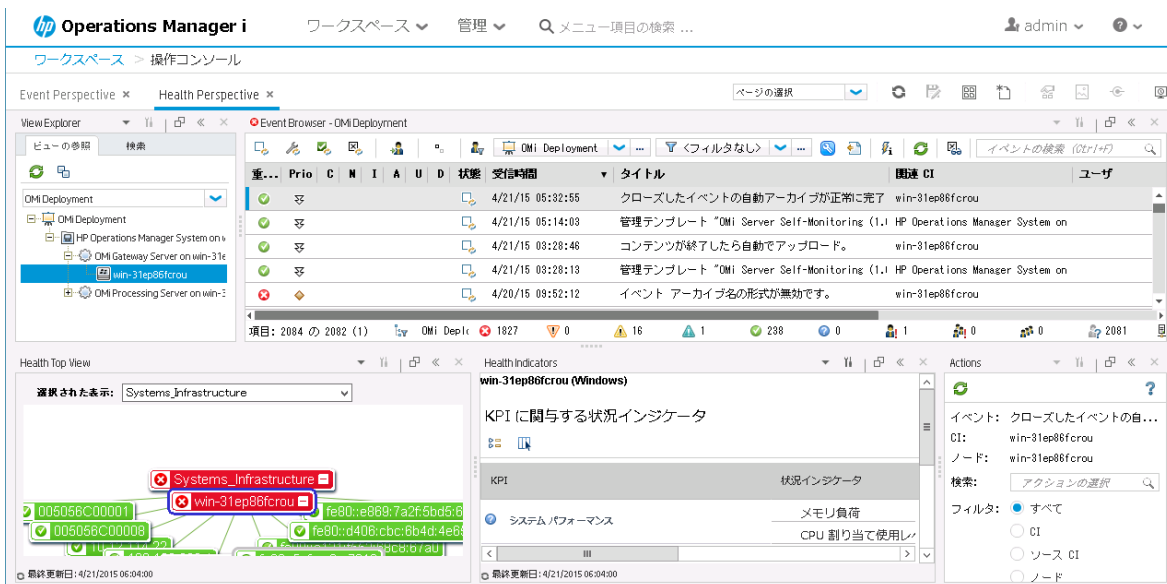 hp Operations Manager i ワークスペース 管理 メニュー項目の検索 ... admin
ワークスペース > 操作コンソール
Event Perspective × Health Perspective × ページの選択
View Explorer
ビューの参照 検索
OMi Deployment
OMi Deployment
HP Operations Manager System on w
OMi Gateway Server on win-31e
win-31ep86fcrou
OMi Processing Server on win-3
Event Browser - OMi Deployment
OMi Deployment ... <フィルタなし> ... イベントの検索 (Ctrl+F)
重... Prio C N I A U D 状態 受信時間 タイトル 関連 CI ユーザ
4/21/15 05:32:55 クローズしたイベントの自動アーカイブが正常に完了 win-31ep86fcrou
4/21/15 05:14:03 管理テンプレート "OMi Server Self-Monitoring (1.( HP Operations Manager System on
4/21/15 03:28:46 コンテンツが終了したら自動でアップロード。 win-31ep86fcrou
4/21/15 03:28:13 管理テンプレート "OMi Server Self-Monitoring (1.( HP Operations Manager System on
4/20/15 09:52:12 イベント アーカイブ名の形式が無効です。 win-31ep86fcrou
項目: 2084 の 2082 (1) OMi Deplc 1827 0 16 1 238 0 1 0 0 2081
Health Top View
選択された表示: Systems_Infrastructure
Systems_Infrastructure
win-31ep86fcrou
005056C00001 fe80::e869:7a2f:5bd5:6
005056C00008 fe80::d406:cbc:6b4d:4e6
最終更新日: 4/21/2015 06:04:00
Health Indicators
win-31ep86fcrou (Windows)
KPI に関与する状況インジケータ
KPI 状況インジケータ
システム パフォーマンス メモリ負荷
CPU 割り当て使用レ
最終更新日: 4/21/2015 06:04:00
Actions
イベント: クローズしたイベントの自...
CI: win-31ep86fcrou
ノード: win-31ep86fcrou
検索: アクションの選択
フィルタ: すべて
CI
ソース CI
ノード